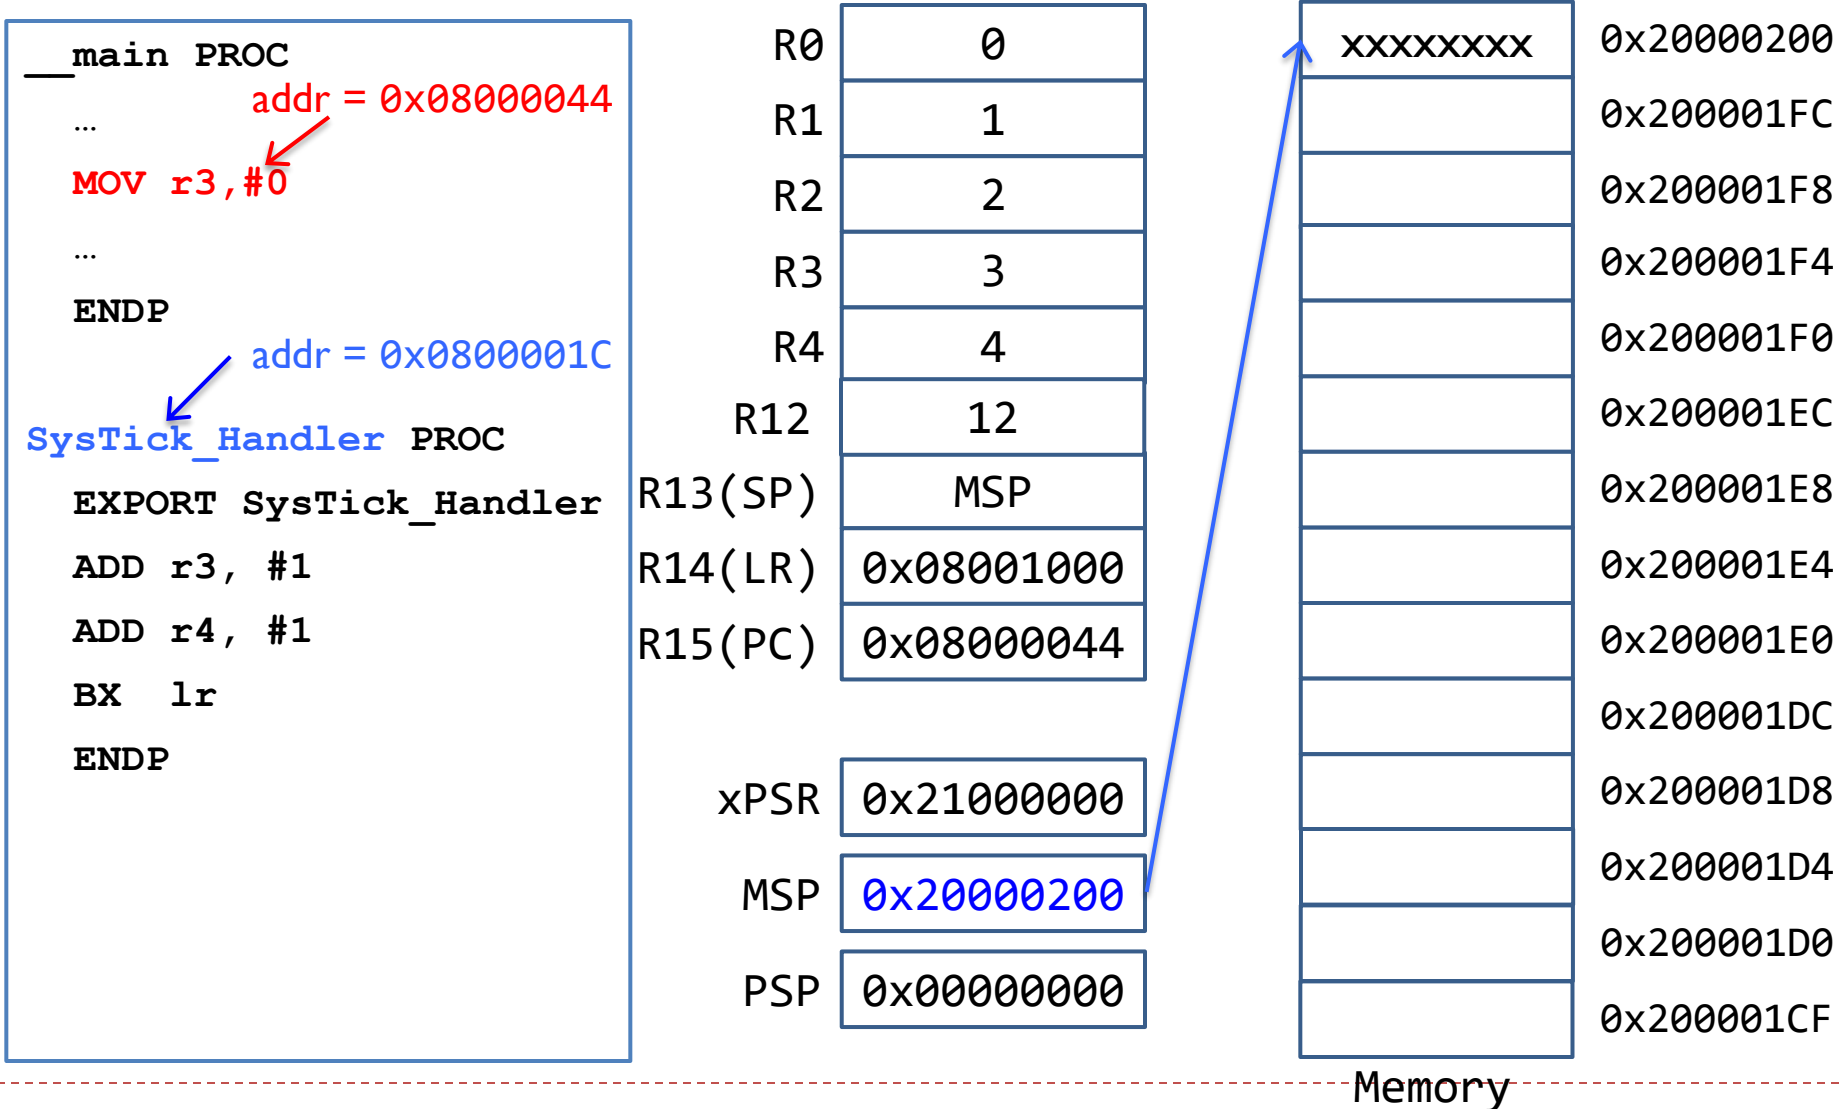 __main PROC
addr = 0x08000044
…
MOV r3,#0
…
ENDP
addr = 0x0800001C
SysTick_Handler PROC
EXPORT SysTick_Handler
ADD r3, #1
ADD r4, #1
BX lr
ENDP
R0 0
R1 1
R2 2
R3 3
R4 4
R12 12
R13(SP) MSP
R14(LR) 0x08001000
R15(PC) 0x08000044
xPSR 0x21000000
MSP 0x20000200
PSP 0x00000000
xxxxxxxx 0x20000200
0x200001FC
0x200001F8
0x200001F4
0x200001F0
0x200001EC
0x200001E8
0x200001E4
0x200001E0
0x200001DC
0x200001D8
0x200001D4
0x200001D0
0x200001CF
Memory